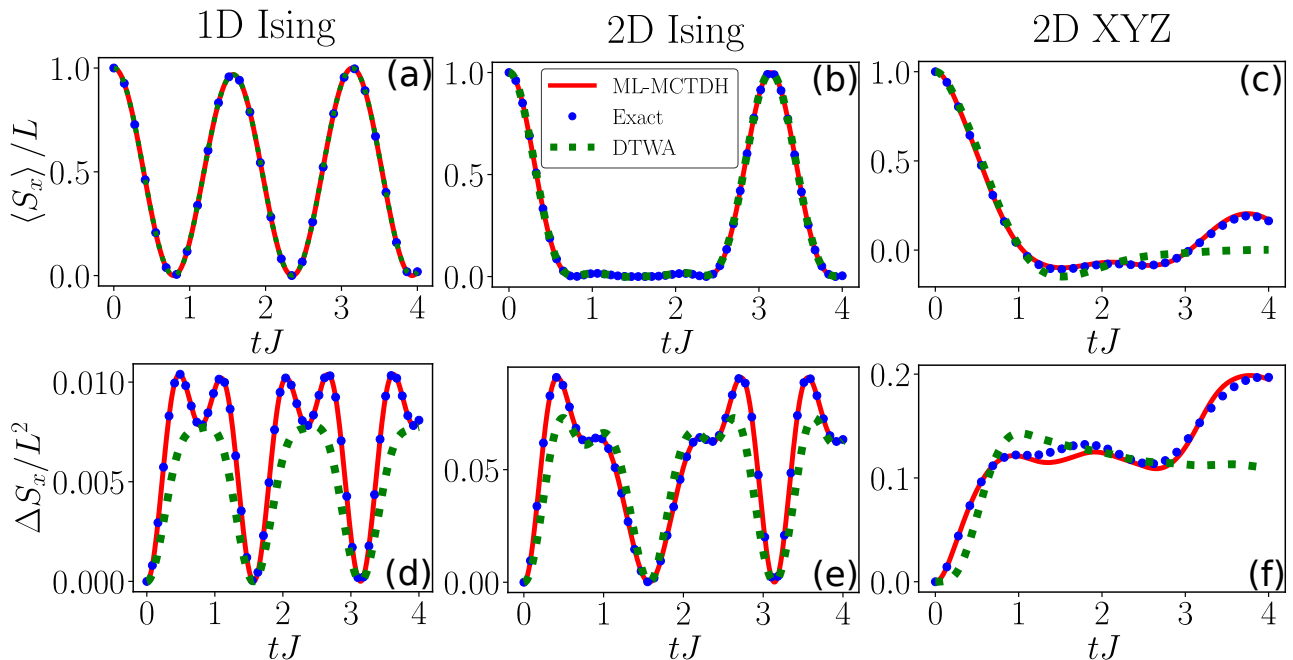 1D Ising
2D Ising
2D XYZ
⟨S_x⟩/L
1.0
0.5
0.0
(a)
0 1 2 3 4
tJ
1.0
0.5
0.0
(b)
ML-MCTDH
Exact
DTWA
0 1 2 3 4
tJ
1.0
0.5
0.0
(c)
0 1 2 3 4
tJ
ΔS_x/L²
0.010
0.005
0.000
(d)
0 1 2 3 4
tJ
0.05
0.00
(e)
0 1 2 3 4
tJ
0.2
0.1
0.0
(f)
0 1 2 3 4
tJ